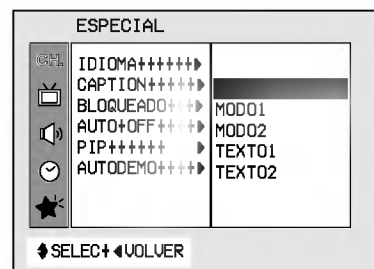 ESPECIAL
CH.
IDIOMA++++++▶
CAPTION+++++▶
BLOQUEADO+++▶
AUTO+OFF++++▶
PIP++++++ ▶
AUTODEMO++++▶
MODO1
MODO2
TEXTO1
TEXTO2
♦SELEC+◀VOLVER